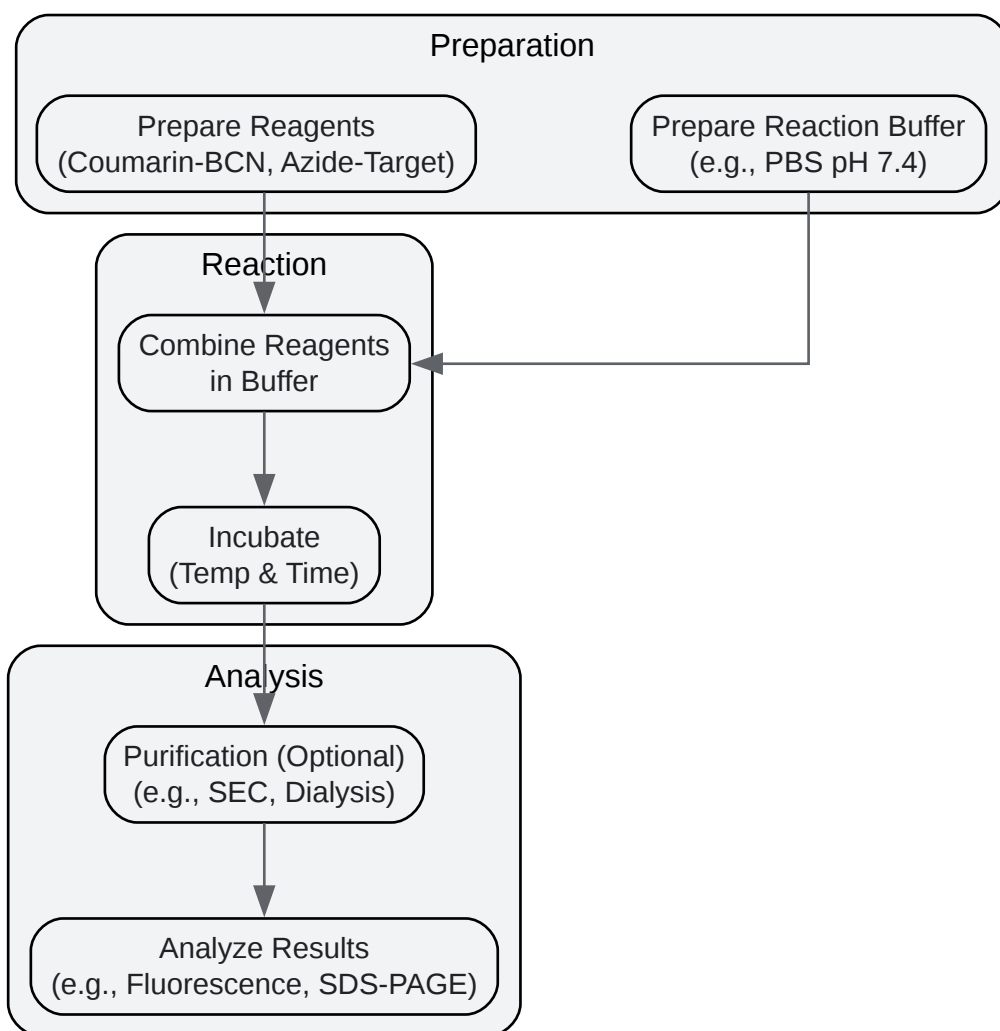 Preparation
Prepare Reagents
(Coumarin-BCN, Azide-Target)
Prepare Reaction Buffer
(e.g., PBS pH 7.4)
Reaction
Combine Reagents
in Buffer
Incubate
(Temp & Time)
Analysis
Purification (Optional)
(e.g., SEC, Dialysis)
Analyze Results
(e.g., Fluorescence, SDS-PAGE)